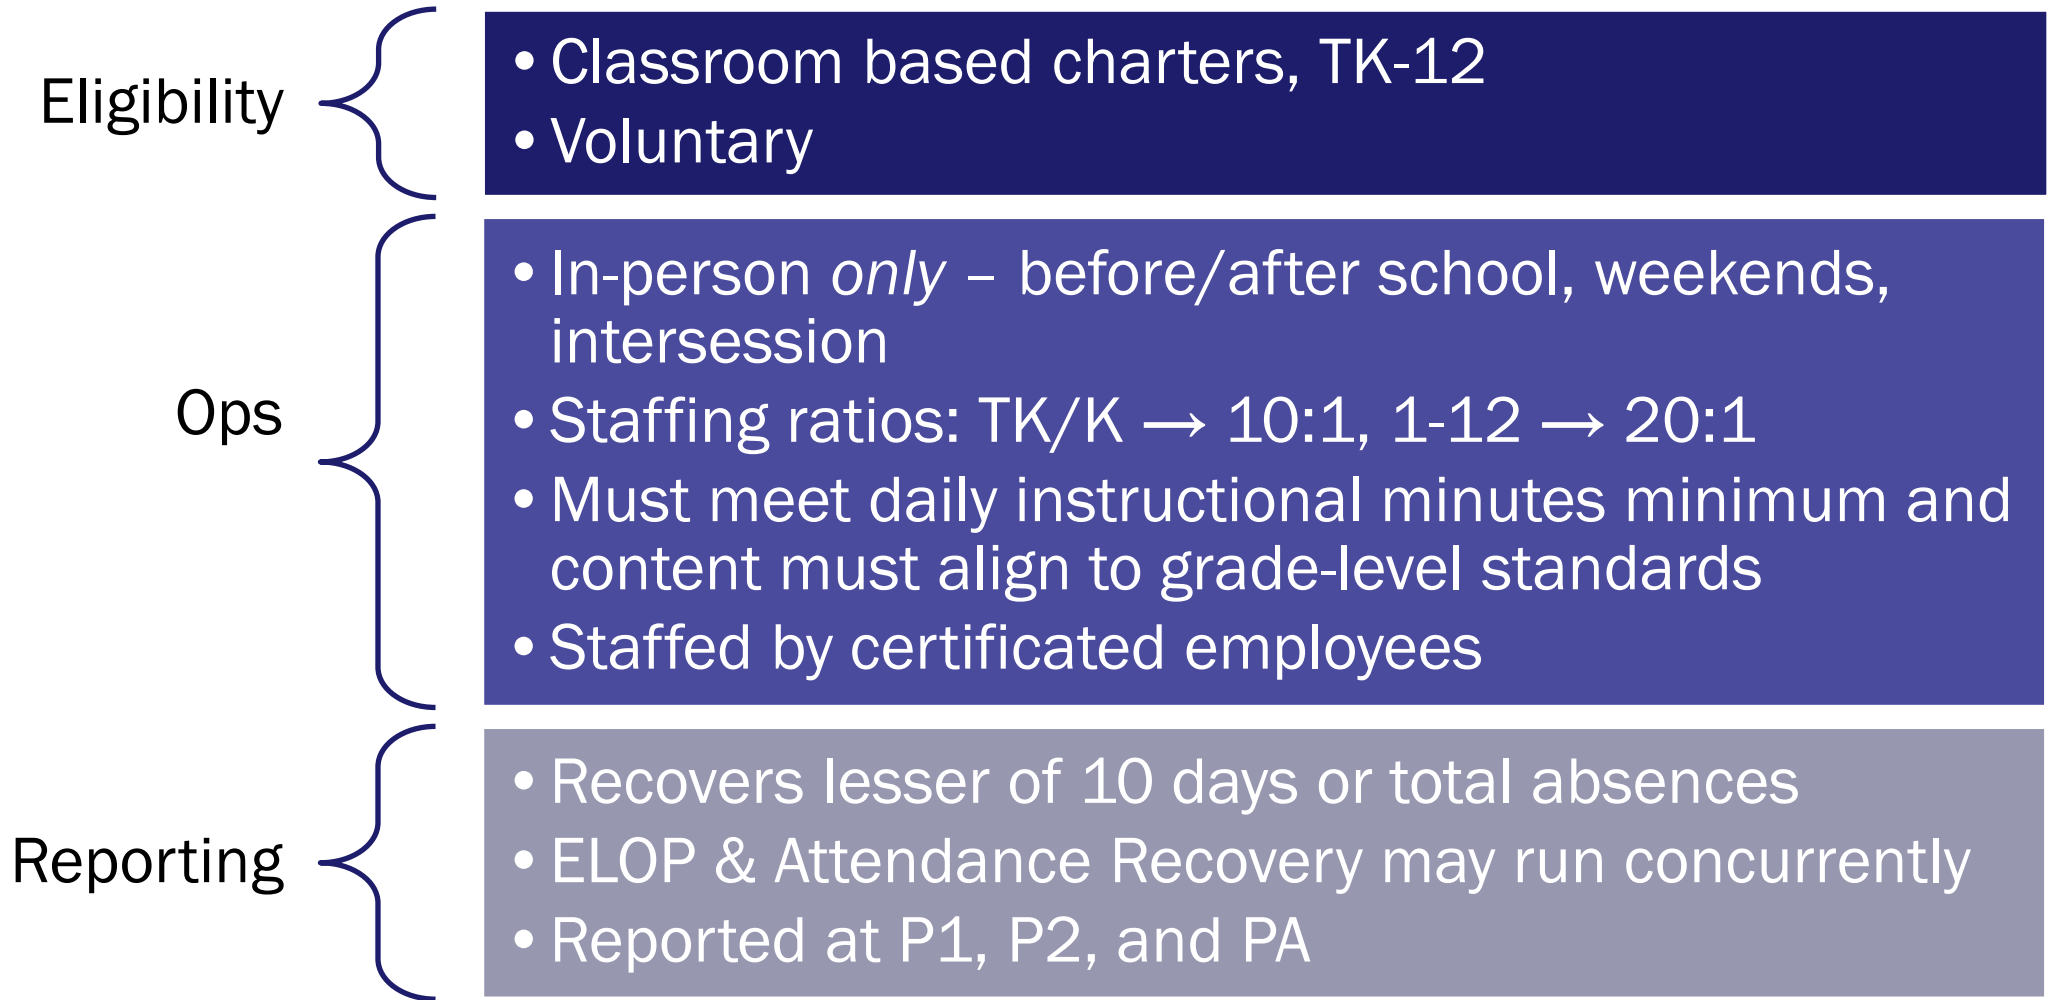 Eligibility
• Classroom based charters, TK-12
• Voluntary
Ops
• In-person only – before/after school, weekends,
intersession
• Staffing ratios: TK/K → 10:1, 1-12 → 20:1
• Must meet daily instructional minutes minimum and
content must align to grade-level standards
• Staffed by certificated employees
Reporting
• Recovers lesser of 10 days or total absences
• ELOP & Attendance Recovery may run concurrently
• Reported at P1, P2, and PA